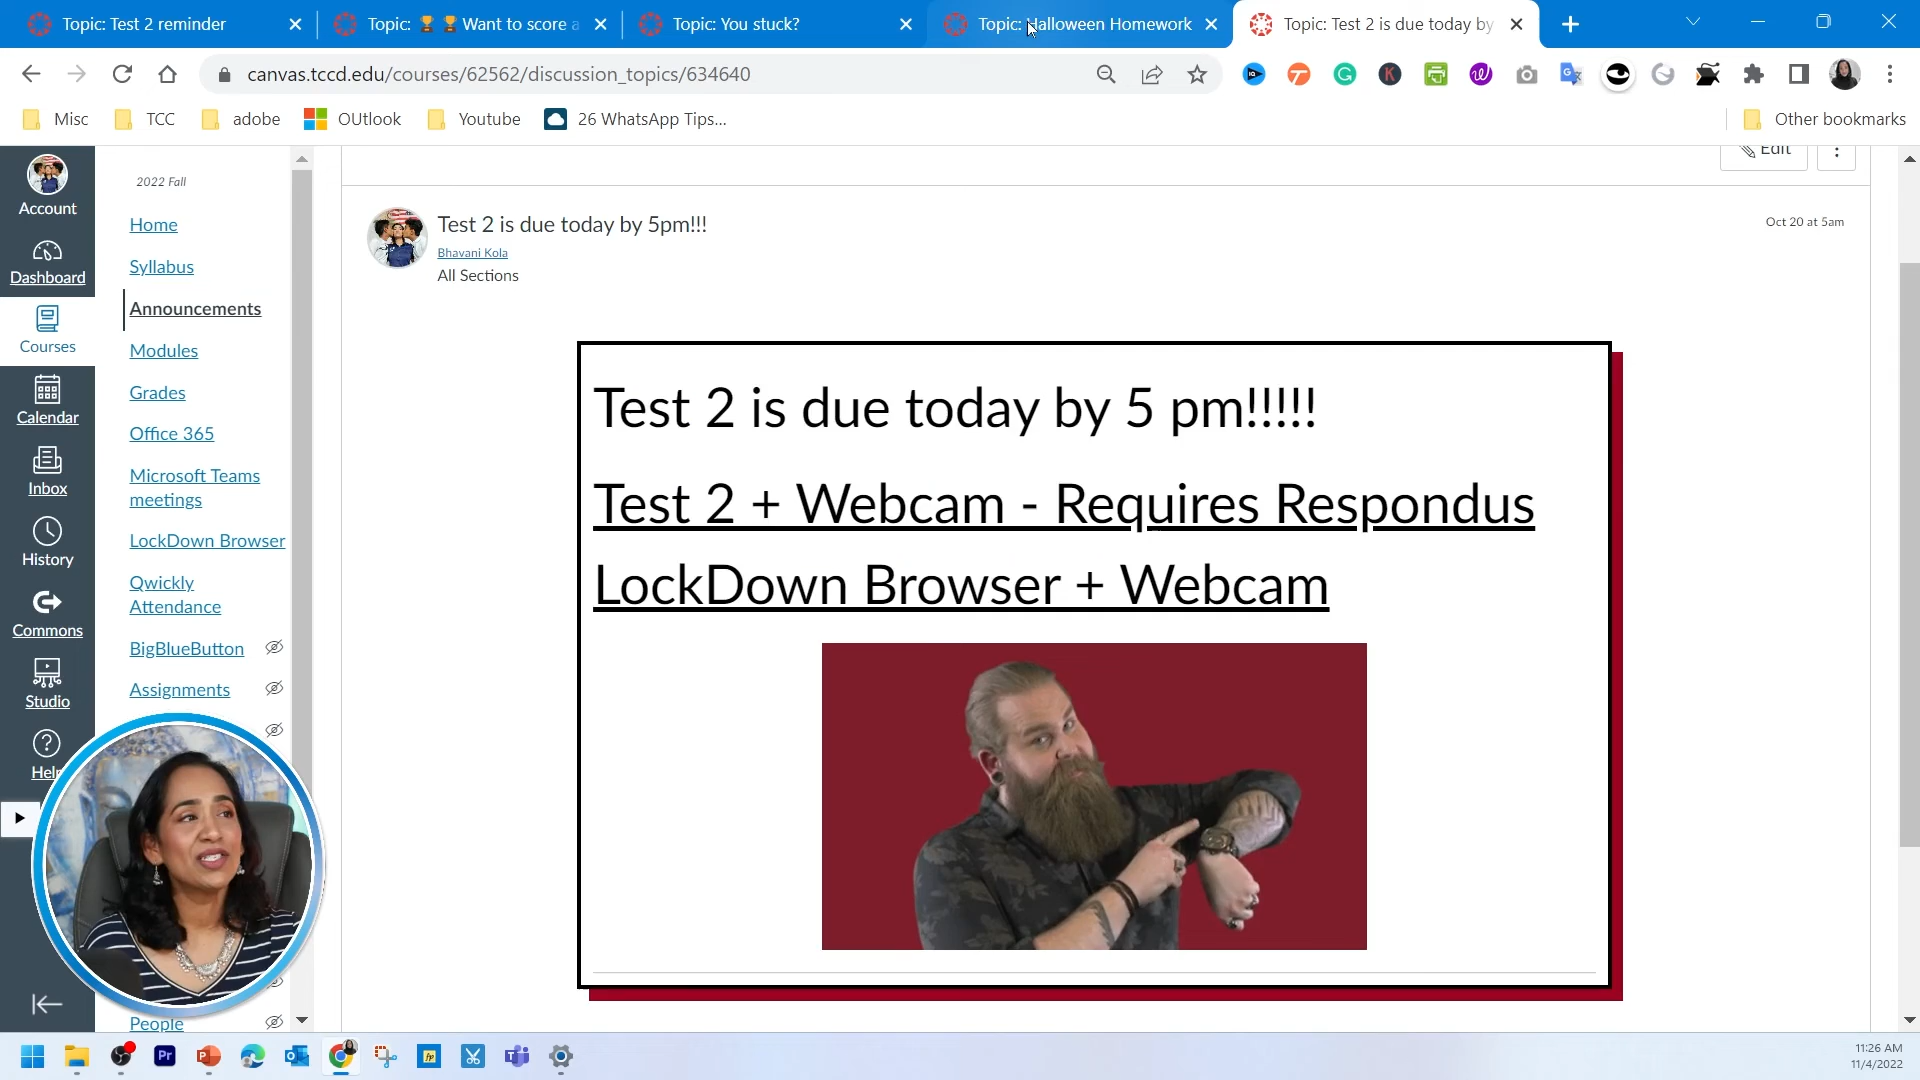 Topic: Test 2 reminder
Topic: 🏆 🏆 Want to score a
Topic: You stuck?
Topic: Halloween Homework
Topic: Test 2 is due today by
canvas.tccd.edu/courses/62562/discussion_topics/634640
Misc
TCC
adobe
OUtlook
Youtube
26 WhatsApp Tips...
Other bookmarks
Account
Dashboard
Courses
Calendar
Inbox
History
Commons
Studio
Help
2022 Fall
Home
Syllabus
Announcements
Modules
Grades
Office 365
Microsoft Teams
meetings
LockDown Browser
Qwickly
Attendance
BigBlueButton
Assignments
People
Edit
Test 2 is due today by 5pm!!!
Bhavani Kola
All Sections
Oct 20 at 5am
Test 2 is due today by 5 pm!!!!!
Test 2 + Webcam - Requires Respondus
LockDown Browser + Webcam
Pr
11:26 AM
11/4/2022